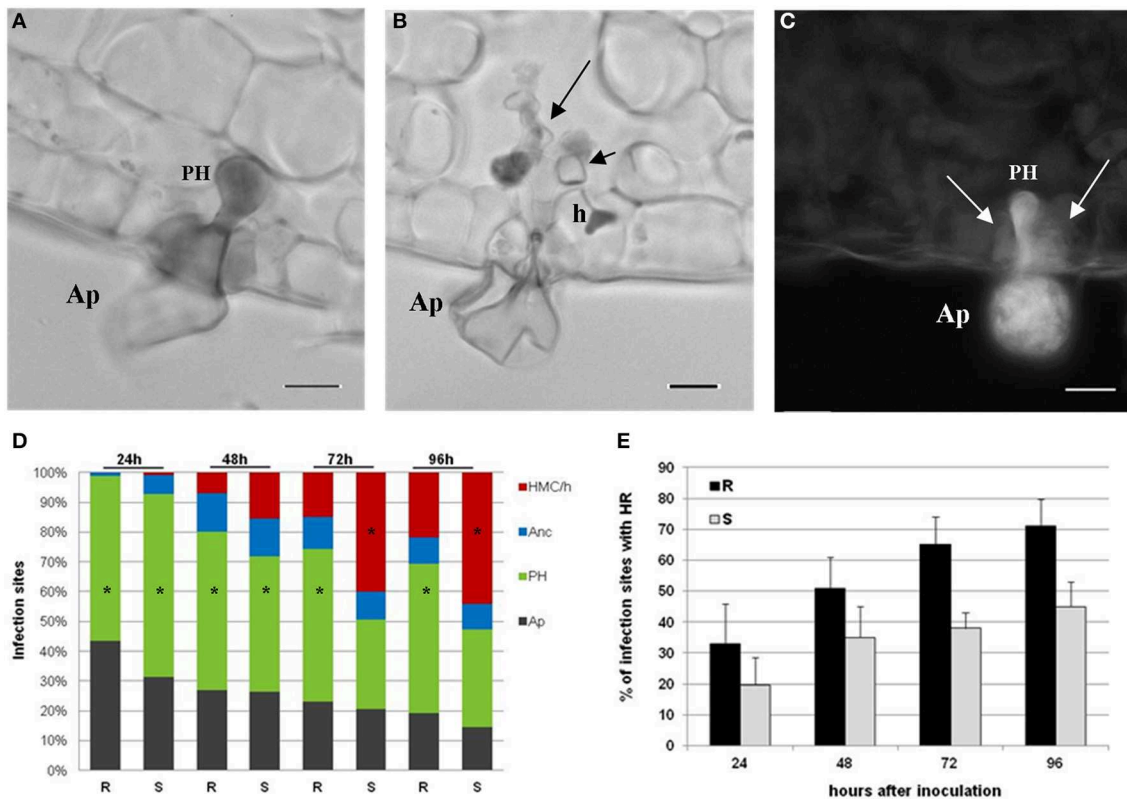 A
PH
Ap
B
h
Ap
C
PH
Ap
D
24h 48h 72h 96h
100%
90%
80%
70%
60%
50%
40%
30%
20%
10%
0%
Infection sites
* * * * * * * *
R S R S R S R S
HMC/h
Anc
PH
Ap
E
% of infection sites with HR
90
80
70
60
50
40
30
20
10
0
R
S
24 48 72 96
hours after inoculation